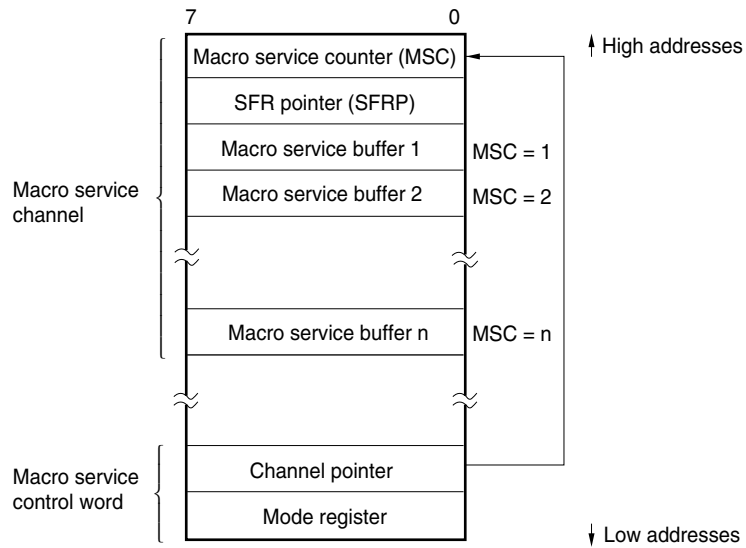 7 0
Macro service counter (MSC)
High addresses
SFR pointer (SFRP)
Macro service buffer 1
MSC = 1
Macro service buffer 2
MSC = 2
Macro service
channel
Macro service buffer n
MSC = n
Macro service
control word
Channel pointer
Mode register
Low addresses